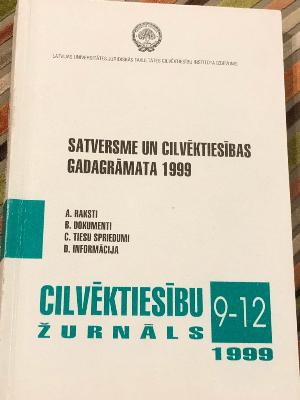 LATVIJAS UNIVERSITĀTES JURIDISKĀS FAKULTĀTES CILVĒKTIESĪBU INSTITŪTA IZDEVUMS
SATVERSME UN CILVĒKTIESĪBAS
GADAGRĀMATA 1999
A. RAKSTI
B. DOKUMENTI
C. TIESU SPRIEDUMI
D. INFORMĀCIJA
CILVĒKTIESĪBU 9-12
ŽURNĀLS 1999